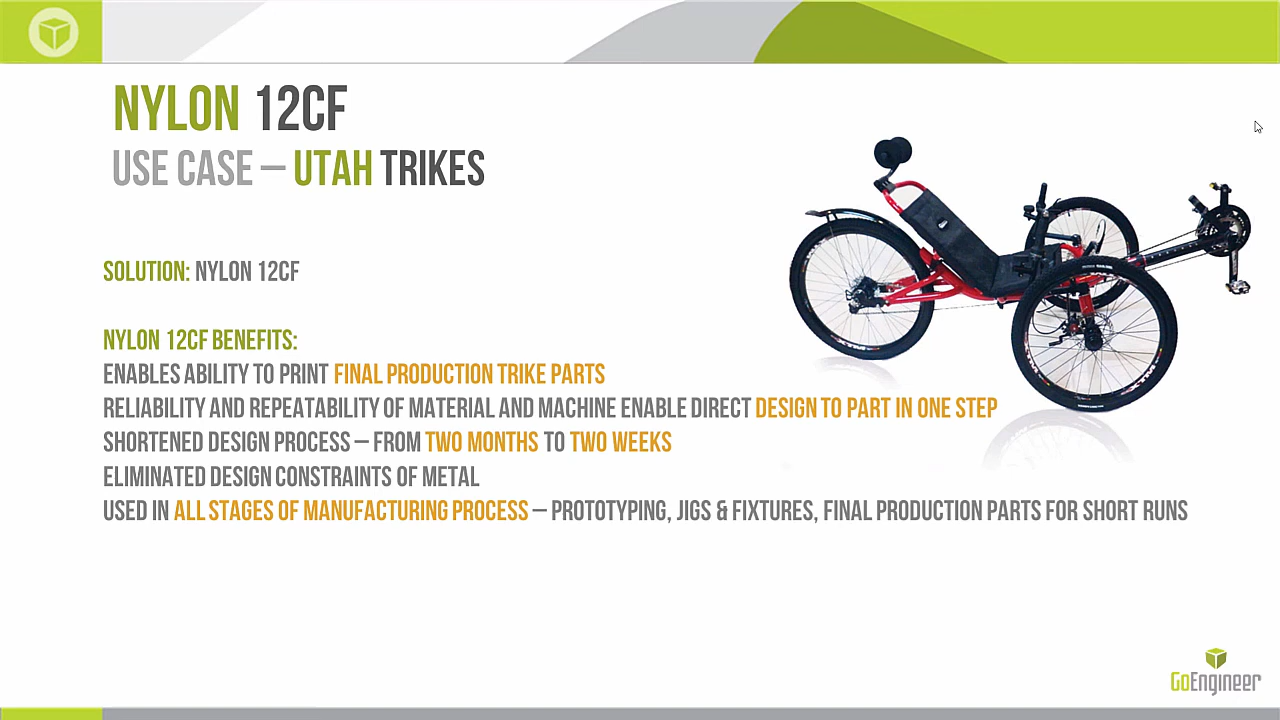 NYLON 12CF
USE CASE – UTAH TRIKES
SOLUTION: NYLON 12CF
NYLON 12CF BENEFITS:
ENABLES ABILITY TO PRINT FINAL PRODUCTION TRIKE PARTS
RELIABILITY AND REPEATABILITY OF MATERIAL AND MACHINE ENABLE DIRECT DESIGN TO PART IN ONE STEP
SHORTENED DESIGN PROCESS – FROM TWO MONTHS TO TWO WEEKS
ELIMINATED DESIGN CONSTRAINTS OF METAL
USED IN ALL STAGES OF MANUFACTURING PROCESS – PROTOTYPING, JIGS & FIXTURES, FINAL PRODUCTION PARTS FOR SHORT RUNS
GoEngineer